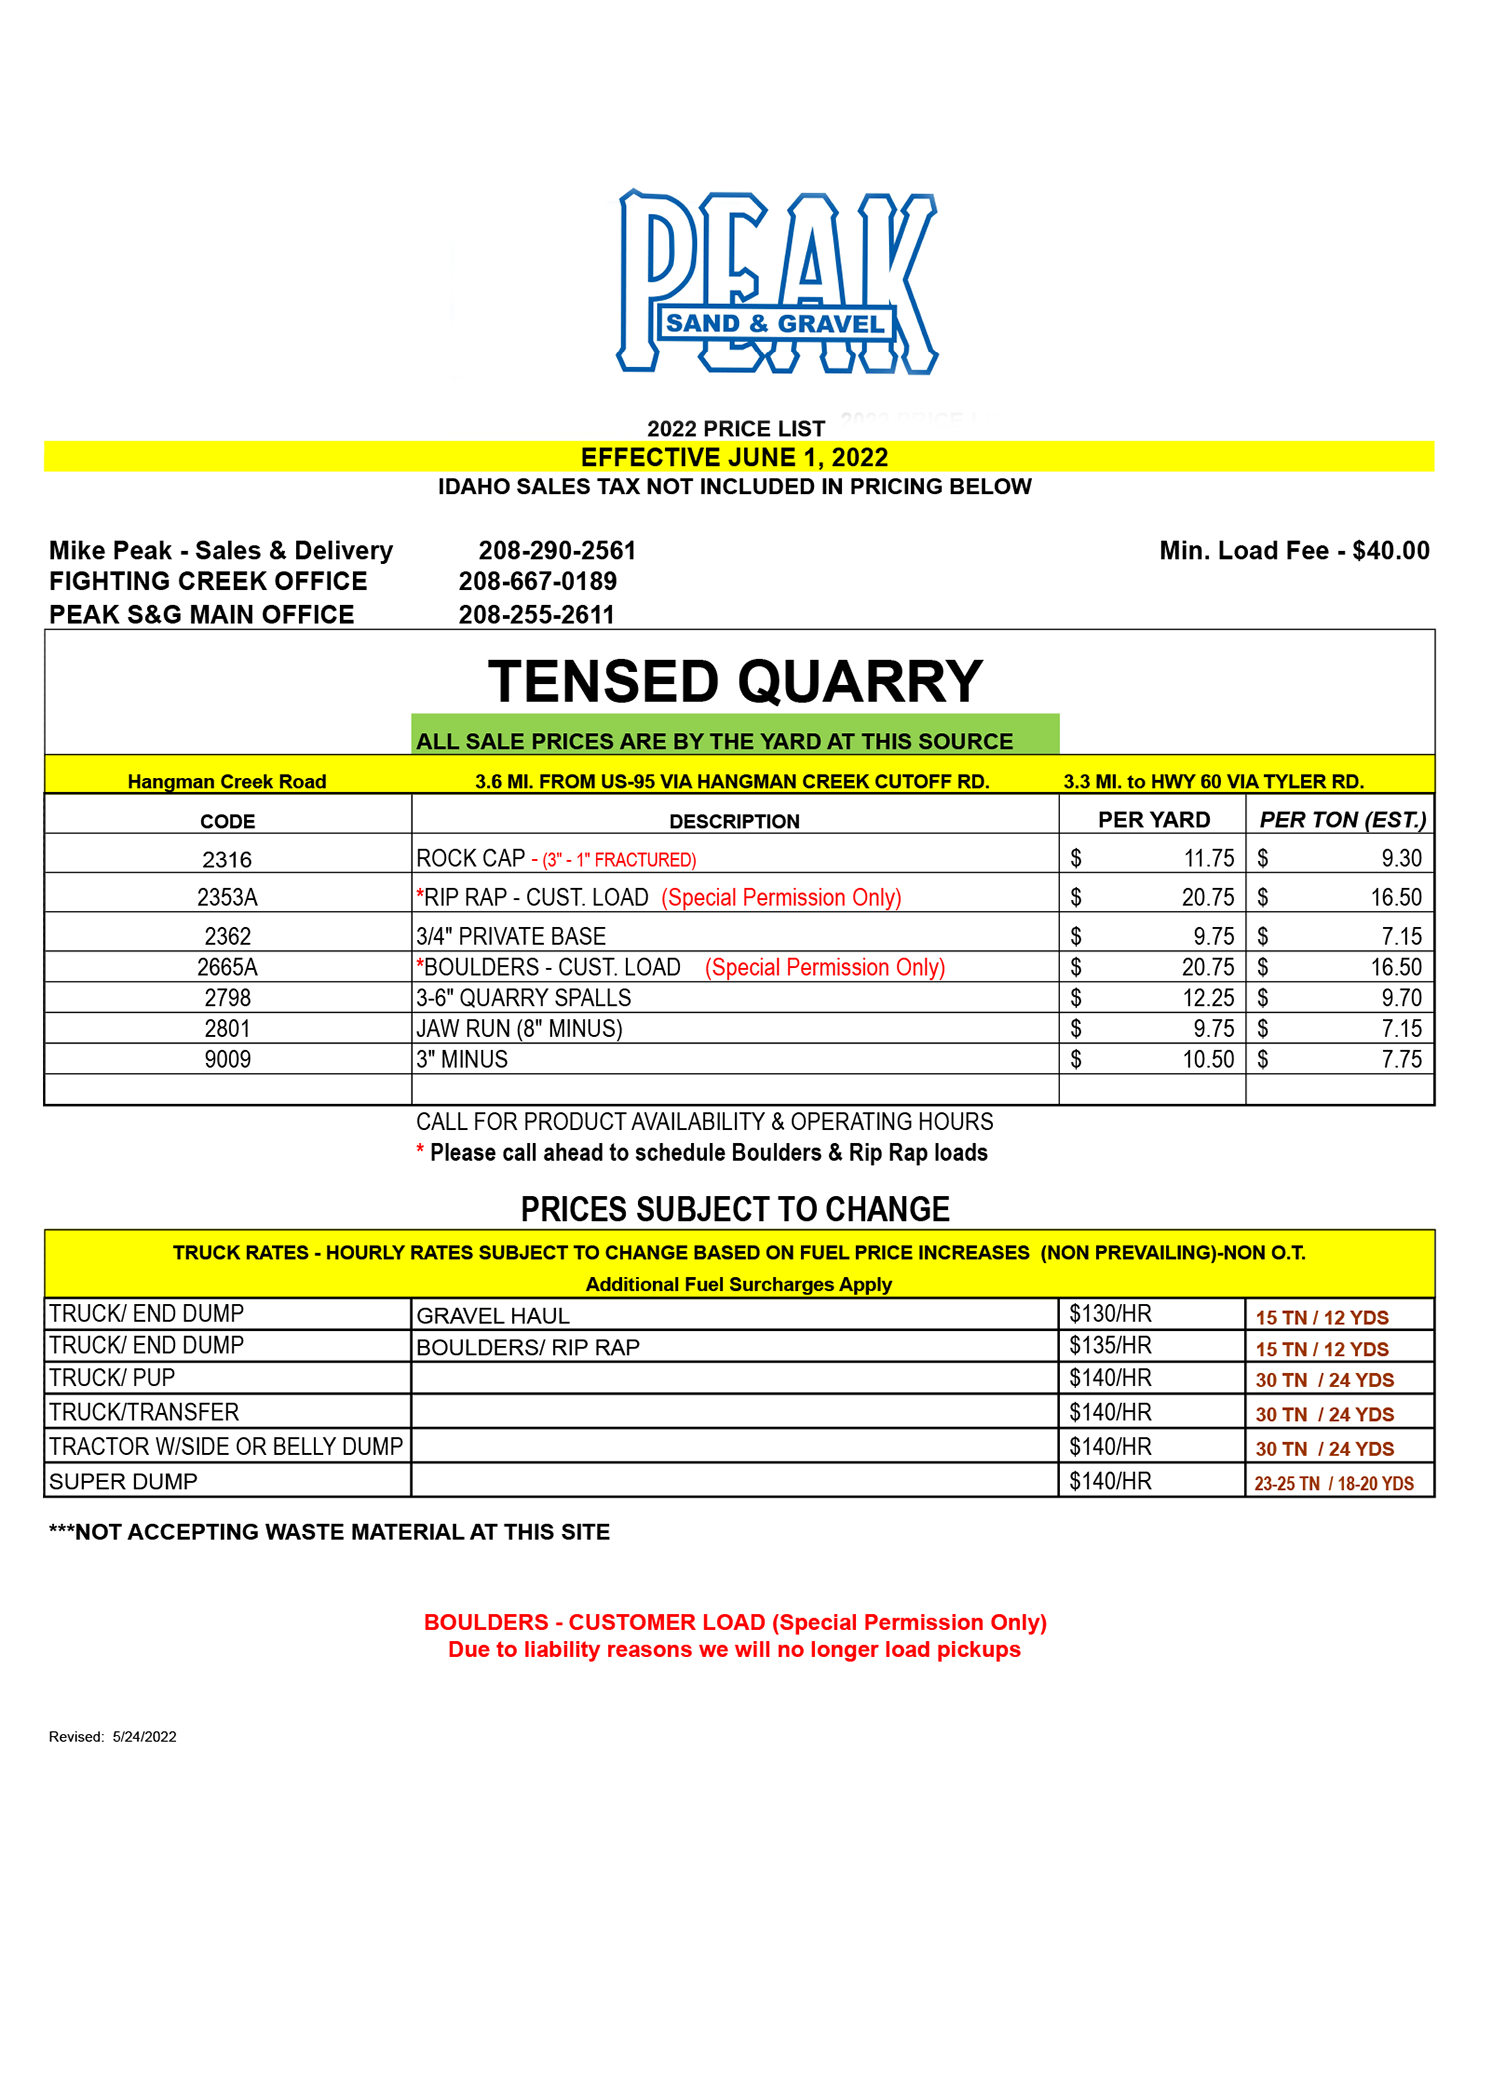 PEAK
SAND & GRAVEL
2022 PRICE LIST
EFFECTIVE JUNE 1, 2022
IDAHO SALES TAX NOT INCLUDED IN PRICING BELOW
Mike Peak - Sales & Delivery 208-290-2561 Min. Load Fee - $40.00
FIGHTING CREEK OFFICE 208-667-0189
PEAK S&G MAIN OFFICE 208-255-2611
TENSED QUARRY
ALL SALE PRICES ARE BY THE YARD AT THIS SOURCE
Hangman Creek Road 3.6 MI. FROM US-95 VIA HANGMAN CREEK CUTOFF RD. 3.3 MI. to HWY 60 VIA TYLER RD.
CODE DESCRIPTION PER YARD PER TON (EST.)
2316 ROCK CAP - (3" - 1" FRACTURED) $ 11.75 $ 9.30
2353A *RIP RAP - CUST. LOAD (Special Permission Only) $ 20.75 $ 16.50
2362 3/4" PRIVATE BASE $ 9.75 $ 7.15
2665A *BOULDERS - CUST. LOAD (Special Permission Only) $ 20.75 $ 16.50
2798 3-6" QUARRY SPALLS $ 12.25 $ 9.70
2801 JAW RUN (8" MINUS) $ 9.75 $ 7.15
9009 3" MINUS $ 10.50 $ 7.75
CALL FOR PRODUCT AVAILABILITY & OPERATING HOURS
* Please call ahead to schedule Boulders & Rip Rap loads
PRICES SUBJECT TO CHANGE
TRUCK RATES - HOURLY RATES SUBJECT TO CHANGE BASED ON FUEL PRICE INCREASES (NON PREVAILING)-NON O.T.
Additional Fuel Surcharges Apply
TRUCK/ END DUMP GRAVEL HAUL $130/HR 15 TN / 12 YDS
TRUCK/ END DUMP BOULDERS/ RIP RAP $135/HR 15 TN / 12 YDS
TRUCK/ PUP $140/HR 30 TN / 24 YDS
TRUCK/TRANSFER $140/HR 30 TN / 24 YDS
TRACTOR W/SIDE OR BELLY DUMP $140/HR 30 TN / 24 YDS
SUPER DUMP $140/HR 23-25 TN / 18-20 YDS
***NOT ACCEPTING WASTE MATERIAL AT THIS SITE
BOULDERS - CUSTOMER LOAD (Special Permission Only)
Due to liability reasons we will no longer load pickups
Revised: 5/24/2022